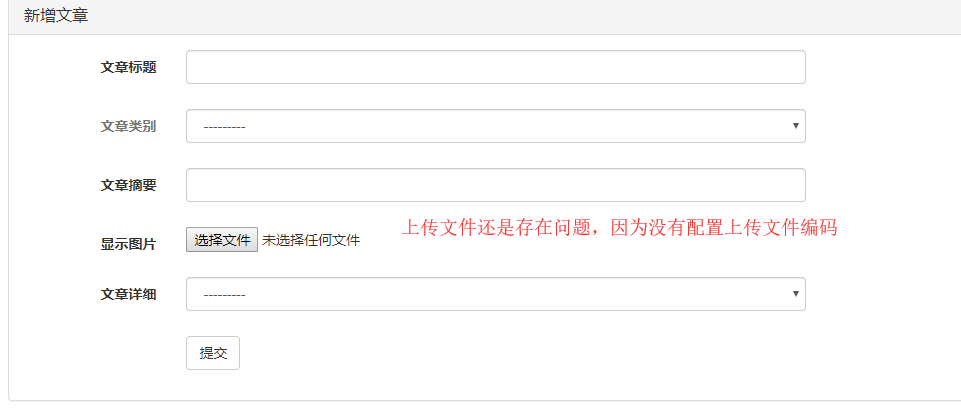 新增文章
文章标题
文章类别 ---------
文章摘要
上传文件还是存在问题，因为没有配置上传文件编码
显示图片 选择文件 未选择任何文件
文章详细 ---------
提交